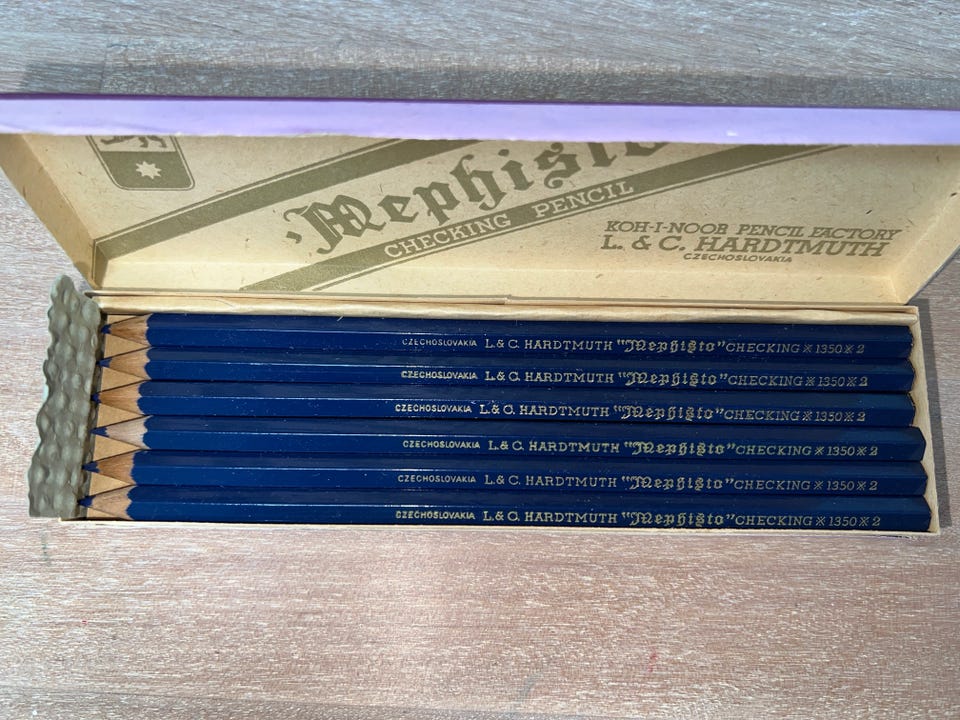 "Mephisto
CHECKING PENCIL
KOH-I-NOOR PENCIL FACTORY
L. & C. HARDTMUTH
CZECHOSLOVAKIA
CZECHOSLOVAKIA L. & C. HARDTMUTH "Mephisto" CHECKING ※ 1350 ※ 2
CZECHOSLOVAKIA L. & C. HARDTMUTH "Mephisto" CHECKING ※ 1350 ※ 2
CZECHOSLOVAKIA L. & C. HARDTMUTH "Mephisto" CHECKING ※ 1350 ※ 2
CZECHOSLOVAKIA L. & C. HARDTMUTH "Mephisto" CHECKING ※ 1350 ※ 2
CZECHOSLOVAKIA L. & C. HARDTMUTH "Mephisto" CHECKING ※ 1350 ※ 2
CZECHOSLOVAKIA L. & C. HARDTMUTH "Mephisto" CHECKING ※ 1350 ※ 2